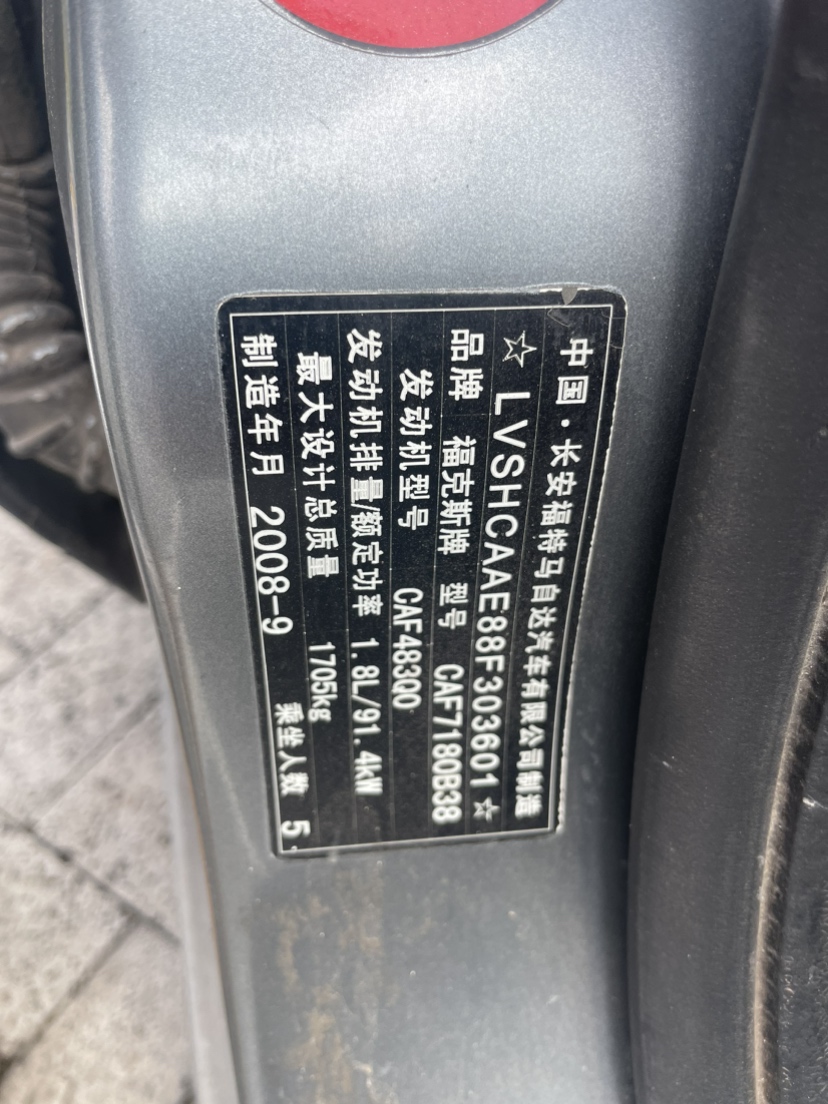 中国·长安福特马自达汽车有限公司制造
☆ LVSHCAAE88F303601 ☆
品牌 福克斯牌 型号 CAF7180B38
发动机型号 CAF483Q0
发动机排量/额定功率 1.8L/91.4kW
最大设计总质量 1705kg
制造年月 2008-9 乘坐人数 5